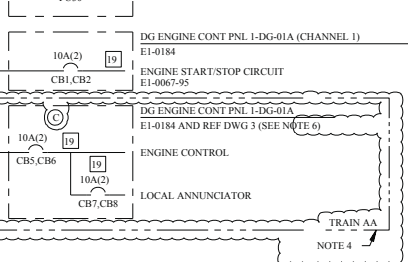 DG ENGINE CONT PNL 1-DG-01A (CHANNEL 1)
E1-0184
10A(2)
19
CB1,CB2
ENGINE START/STOP CIRCUIT
E1-0067-95
C
DG ENGINE CONT PNL 1-DG-01A
E1-0184 AND REF DWG 3 (SEE NOTE 6)
10A(2)
19
CB5,CB6
ENGINE CONTROL
19
10A(2)
CB7,CB8
LOCAL ANNUNCIATOR
TRAIN AA
NOTE 4